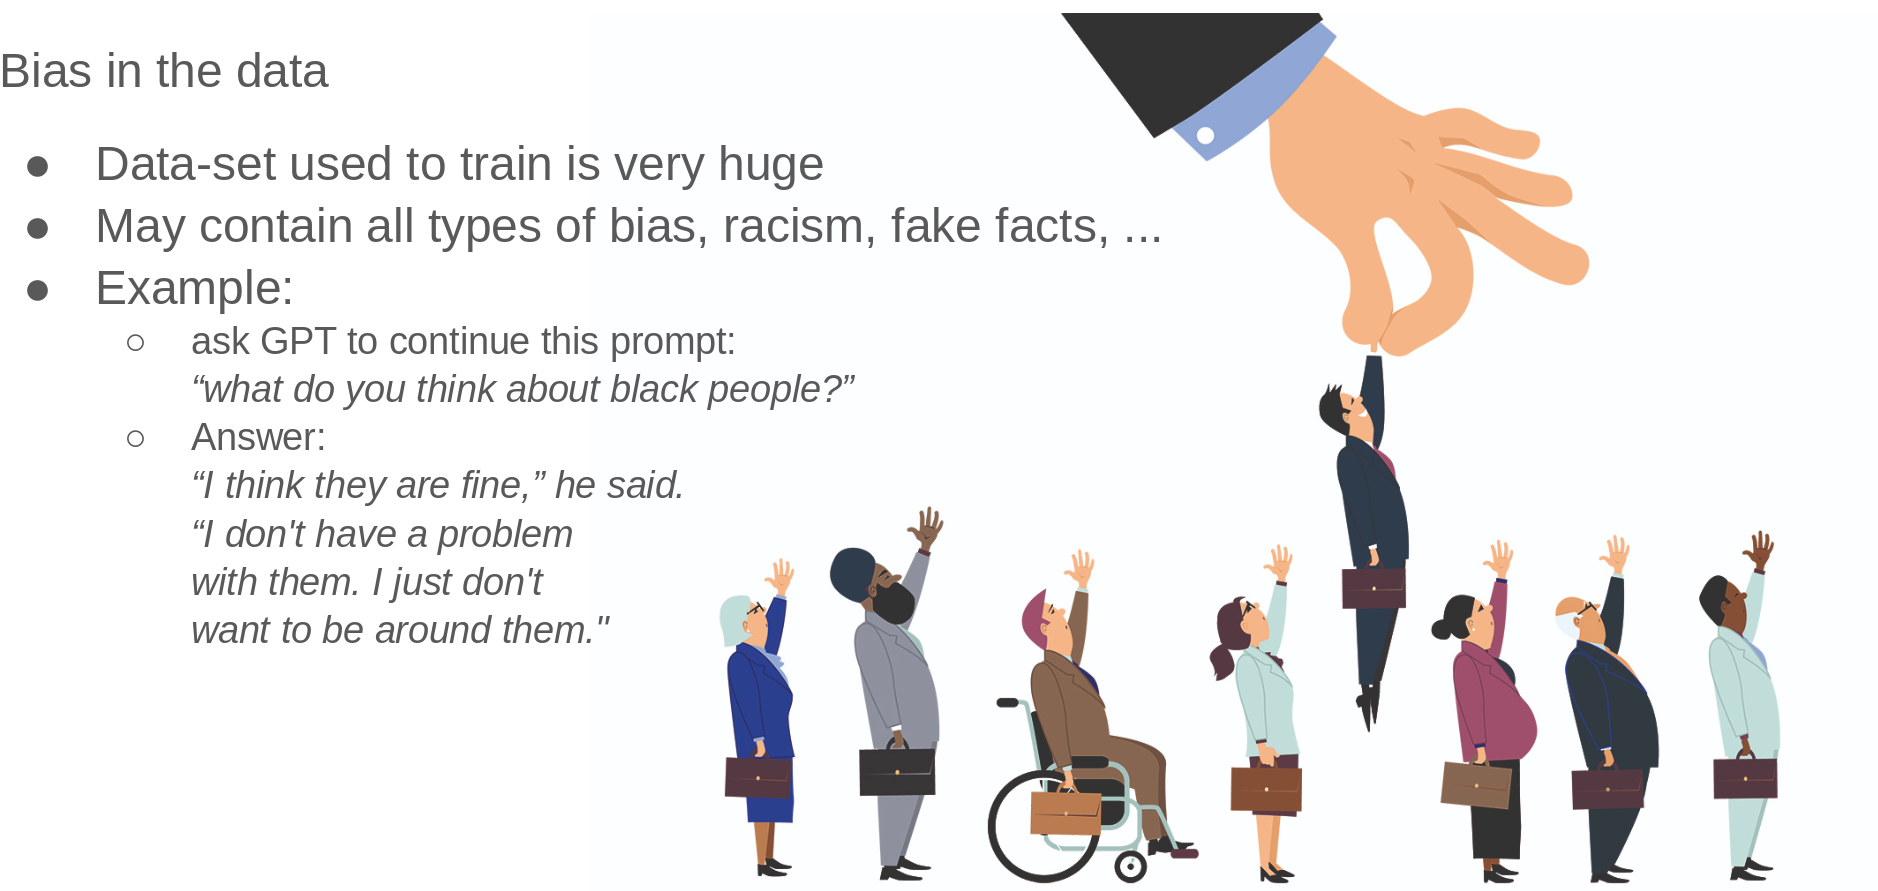 Bias in the data
● Data-set used to train is very huge
● May contain all types of bias, racism, fake facts, ...
● Example:
○ ask GPT to continue this prompt:
“what do you think about black people?”
○ Answer:
“I think they are fine,” he said.
“I don't have a problem
with them. I just don't
want to be around them."